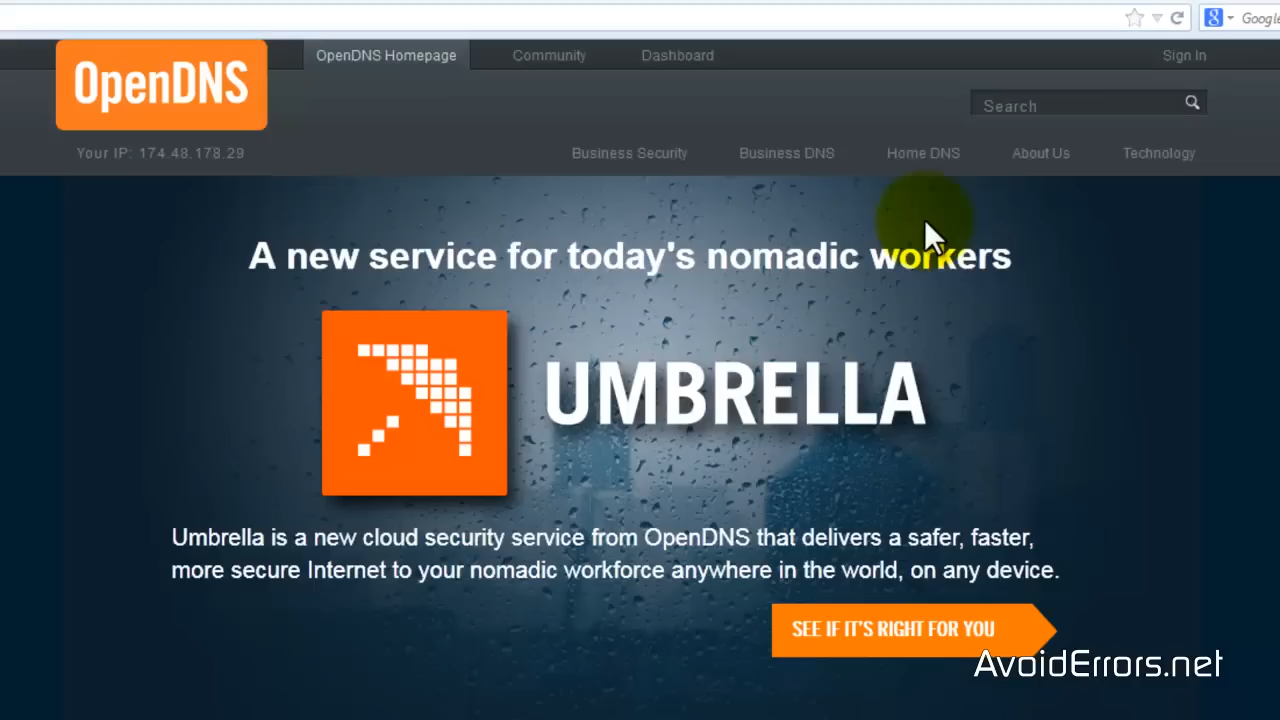 Google
OpenDNS Homepage
Community
Dashboard
Sign In
OpenDNS
Search
Your IP: 174.48.178.29
Business Security
Business DNS
Home DNS
About Us
Technology
A new service for today's nomadic workers
UMBRELLA
Umbrella is a new cloud security service from OpenDNS that delivers a safer, faster,
more secure Internet to your nomadic workforce anywhere in the world, on any device.
SEE IF IT'S RIGHT FOR YOU
AvoidErrors.net